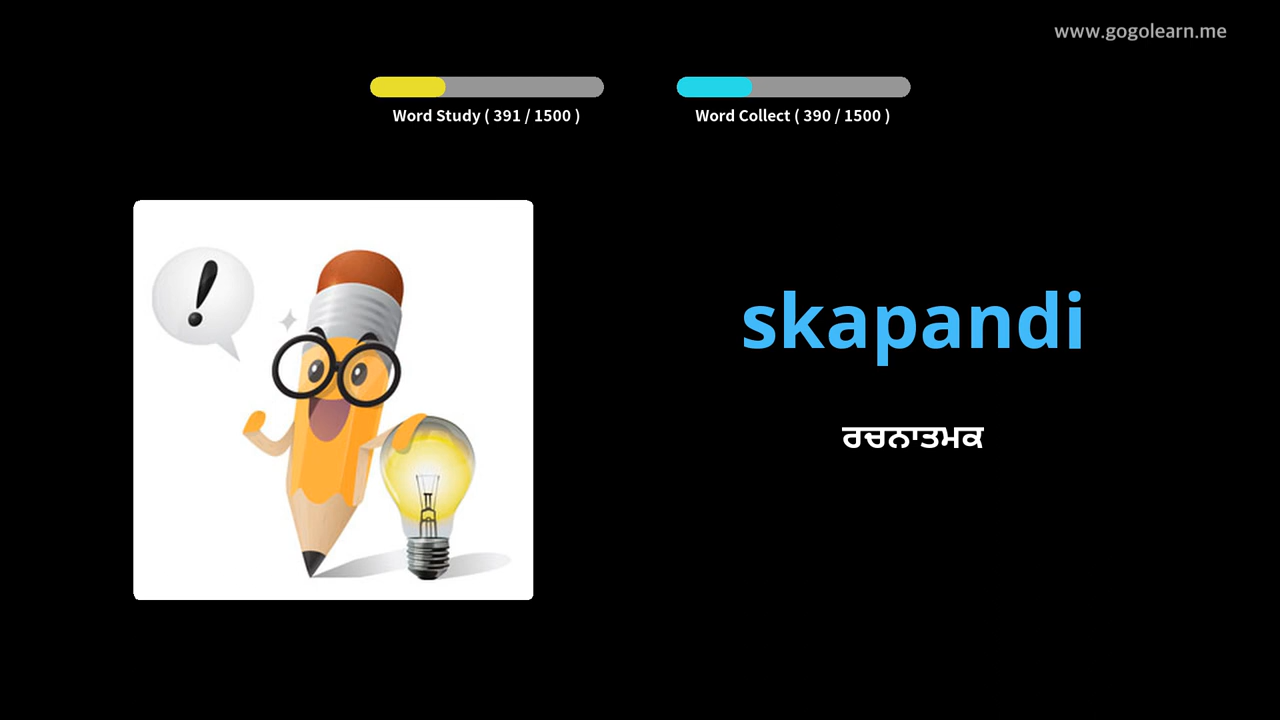 www.gogolearn.me
Word Study ( 391 / 1500 )
Word Collect ( 390 / 1500 )
!
skapandi
ਰਚਨਾਤਮਕ